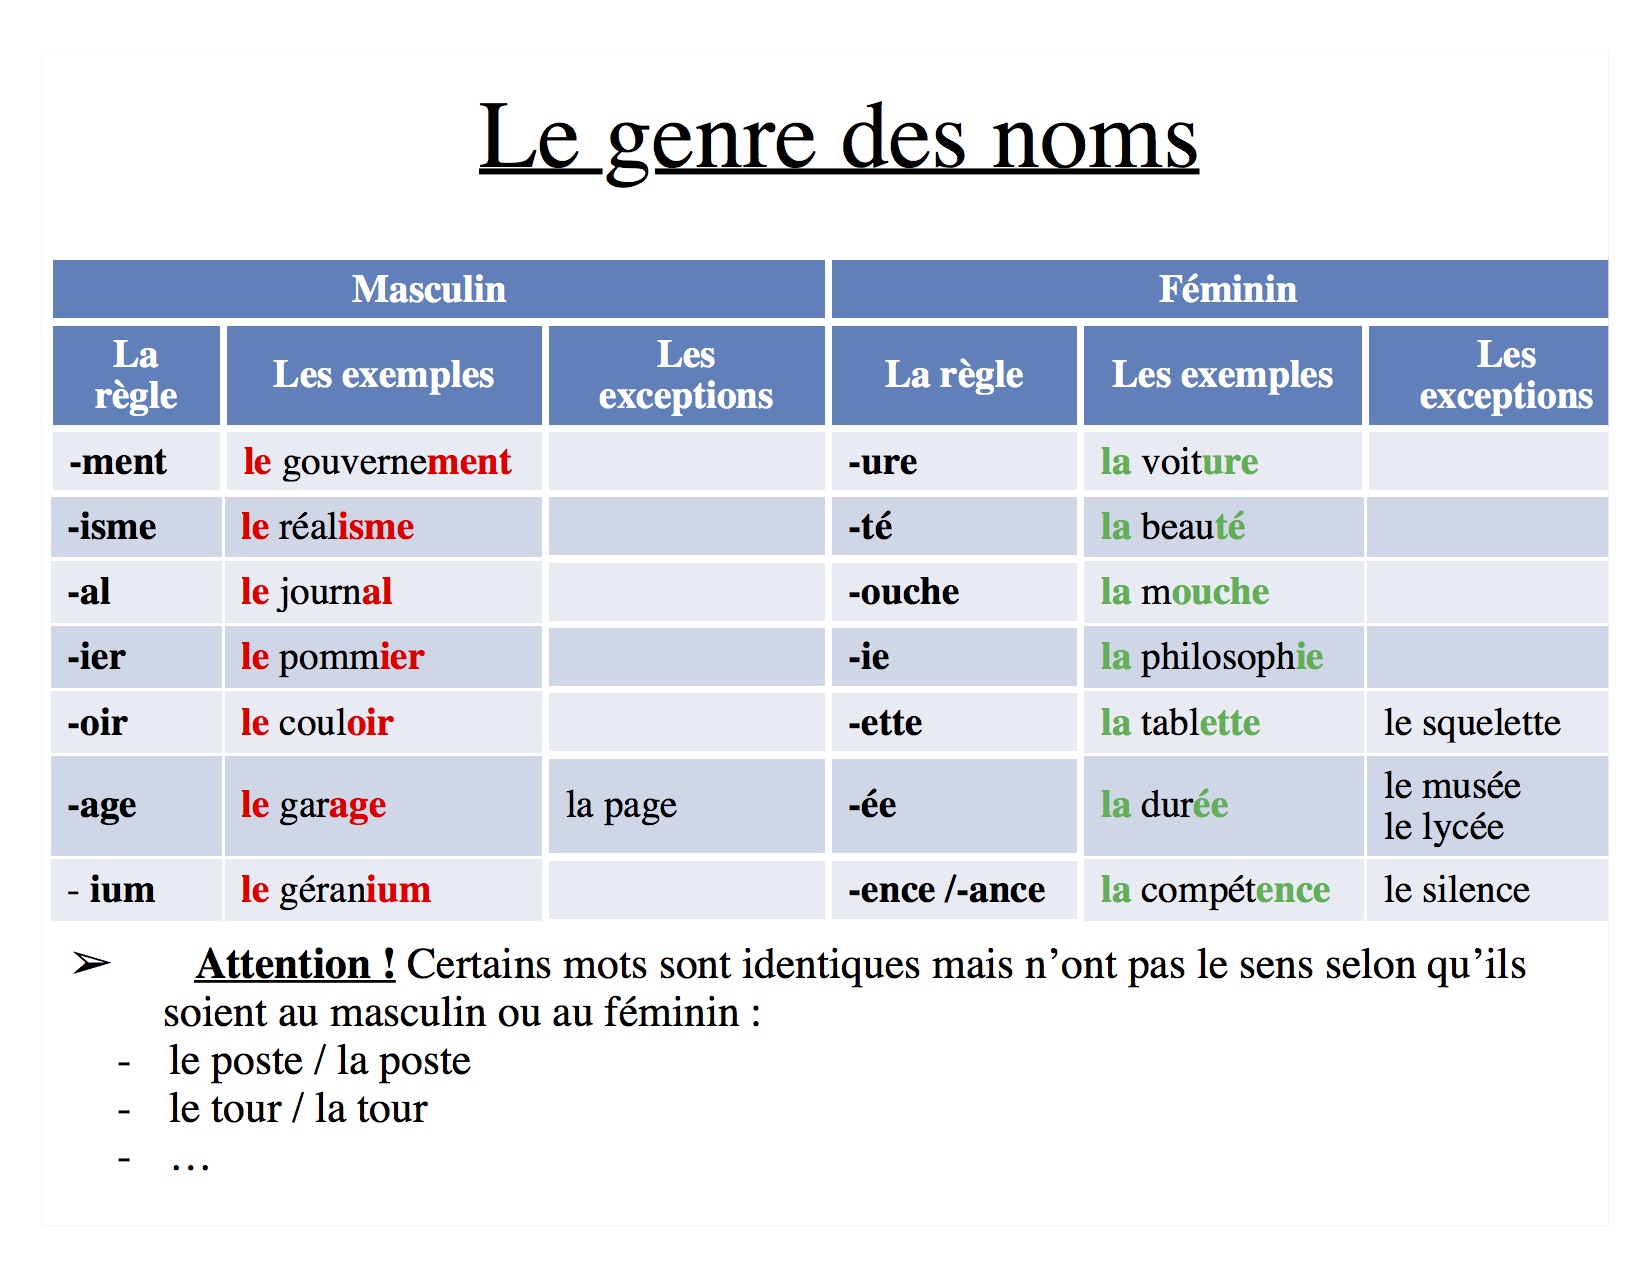 Le genre des noms
Masculin Féminin
La règle Les exemples Les exceptions La règle Les exemples Les exceptions
-ment le gouvernement -ure la voiture
-isme le réalisme -té la beauté
-al le journal -ouche la mouche
-ier le pommier -ie la philosophie
-oir le couloir -ette la tablette le squelette
-age le garage la page -ée la durée le musée le lycée
- ium le géranium -ence /-ance la compétence le silence
➢ Attention ! Certains mots sont identiques mais n’ont pas le sens selon qu’ils
soient au masculin ou au féminin :
- le poste / la poste
- le tour / la tour
- …